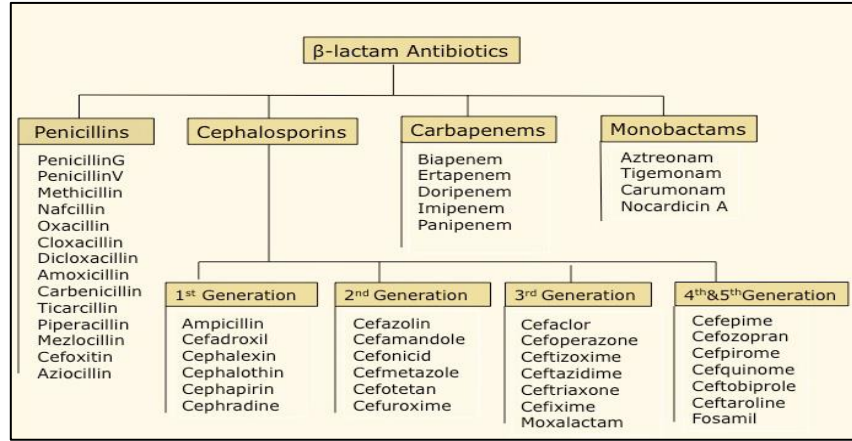 β-lactam Antibiotics
Penicillins
PenicillinG
PenicillinV
Methicillin
Nafcillin
Oxacillin
Cloxacillin
Dicloxacillin
Amoxicillin
Carbenicillin
Ticarcillin
Piperacillin
Mezlocillin
Cefoxitin
Aziocillin
Cephalosporins
1st Generation
Ampicillin
Cefadroxil
Cephalexin
Cephalothin
Cephapirin
Cephradine
2nd Generation
Cefazolin
Cefamandole
Cefonicid
Cefmetazole
Cefotetan
Cefuroxime
3rd Generation
Cefaclor
Cefoperazone
Ceftizoxime
Ceftazidime
Ceftriaxone
Cefixime
Moxalactam
4th&5thGeneration
Cefepime
Cefozopran
Cefpirome
Cefquinome
Ceftobiprole
Ceftaroline
Fosamil
Carbapenems
Biapenem
Ertapenem
Doripenem
Imipenem
Panipenem
Monobactams
Aztreonam
Tigemonam
Carumonam
Nocardicin A